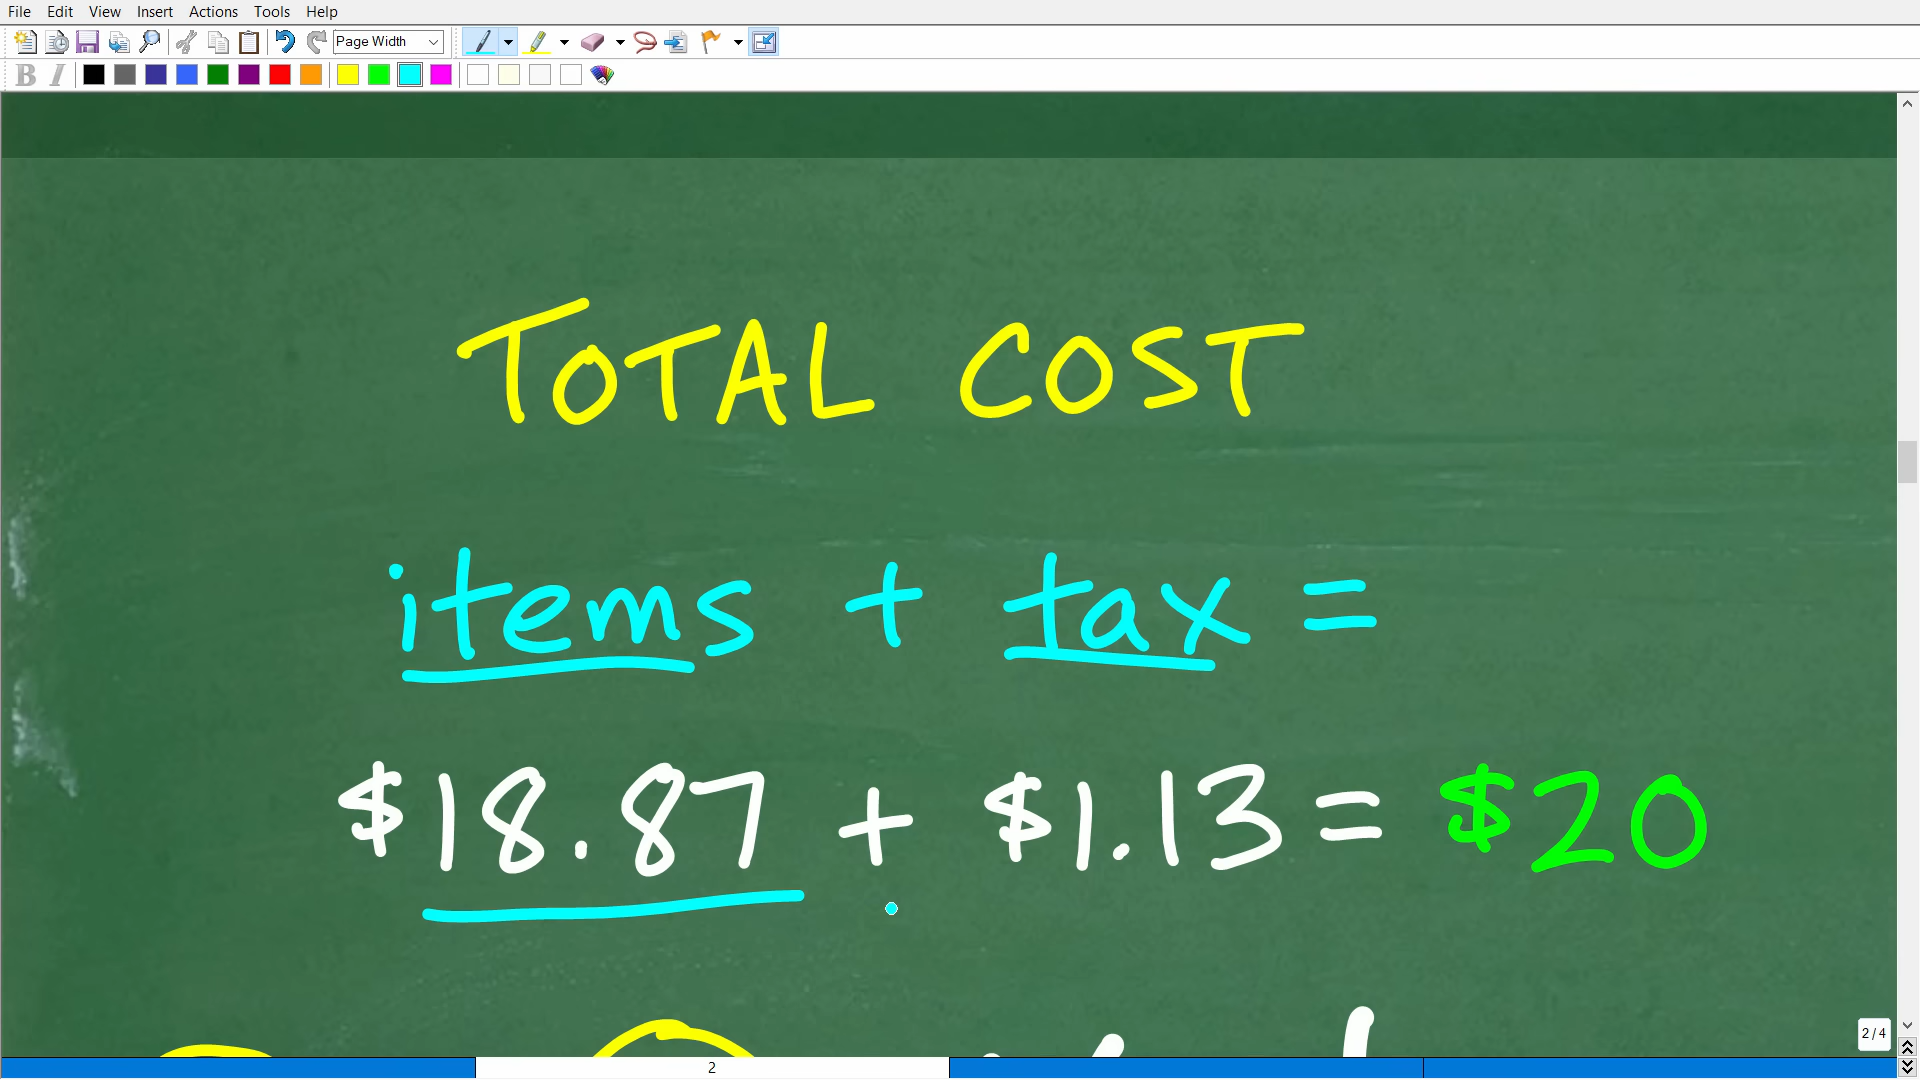 File Edit View Insert Actions Tools Help
Page Width
B I
TOTAL COST
items + tax =
$18.87 + $1.13 = $20
2 / 4
2